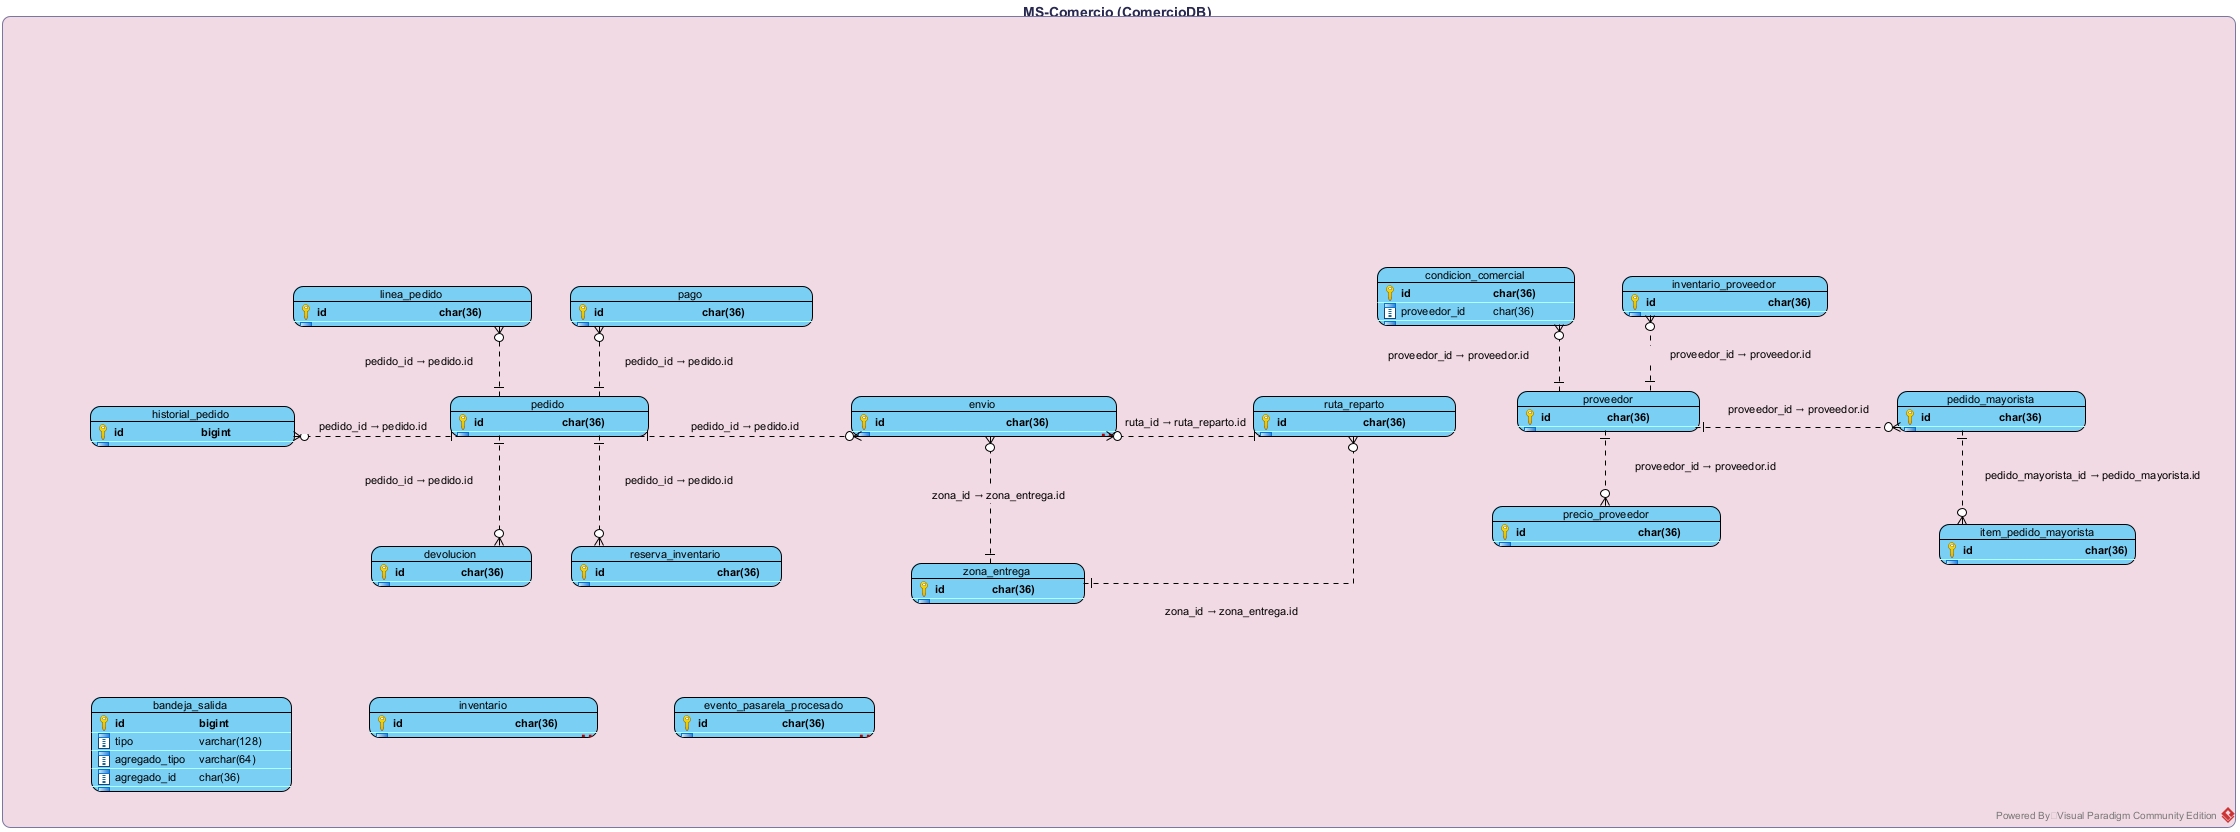 MS-Comercio (ComercioDB)
condicion_comercial
id char(36)
proveedor_id char(36)
inventario_proveedor
id char(36)
linea_pedido
id char(36)
pago
id char(36)
pedido_id → pedido.id
pedido_id → pedido.id
proveedor_id → proveedor.id
proveedor_id → proveedor.id
historial_pedido
id bigint
pedido_id → pedido.id
pedido
id char(36)
pedido_id → pedido.id
envio
id char(36)
ruta_id → ruta_reparto.id
ruta_reparto
id char(36)
proveedor
id char(36)
proveedor_id → proveedor.id
pedido_mayorista
id char(36)
pedido_id → pedido.id
pedido_id → pedido.id
zona_id → zona_entrega.id
proveedor_id → proveedor.id
pedido_mayorista_id → pedido_mayorista.id
precio_proveedor
id char(36)
item_pedido_mayorista
id char(36)
devolucion
id char(36)
reserva_inventario
id char(36)
zona_entrega
id char(36)
zona_id → zona_entrega.id
bandeja_salida
id bigint
tipo varchar(128)
agregado_tipo varchar(64)
agregado_id char(36)
inventario
id char(36)
evento_pasarela_procesado
id char(36)
Powered By Visual Paradigm Community Edition